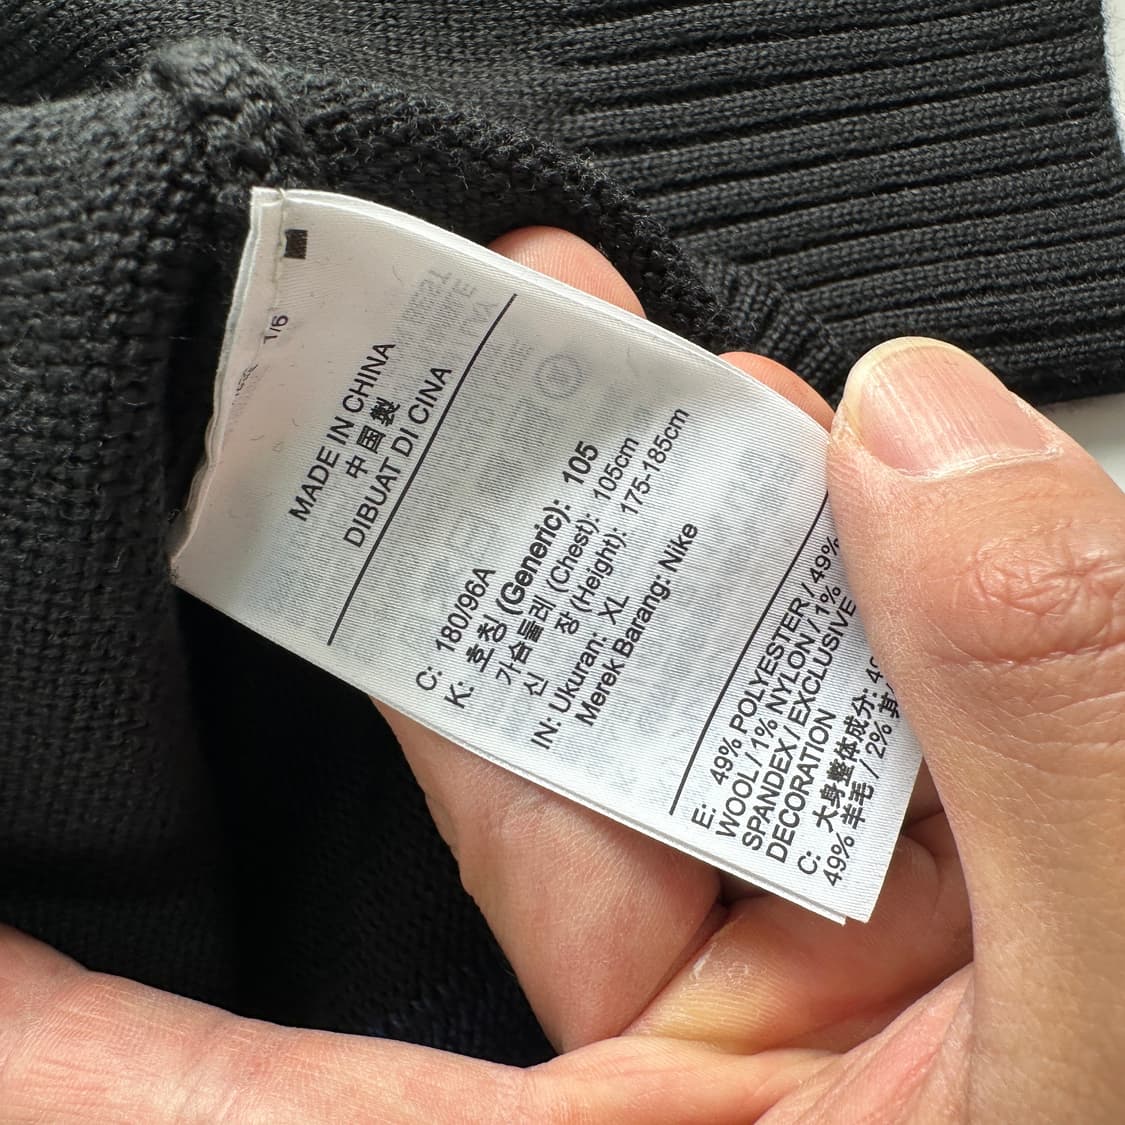 1/6
MADE IN CHINA
中国製
DIBUAT DI CINA
C: 180/96A
K: 호칭 (Generic): 105
가슴둘레 (Chest): 105cm
신 장 (Height): 175-185cm
IN: Ukuran: XL
Merek Barang: Nike
E: 49% POLYESTER / 49%
WOOL / 1% NYLON / 1%
SPANDEX / EXCLUSIVE
DECORATION
C: 大身整体成分:
49% 羊毛 / 2% 其